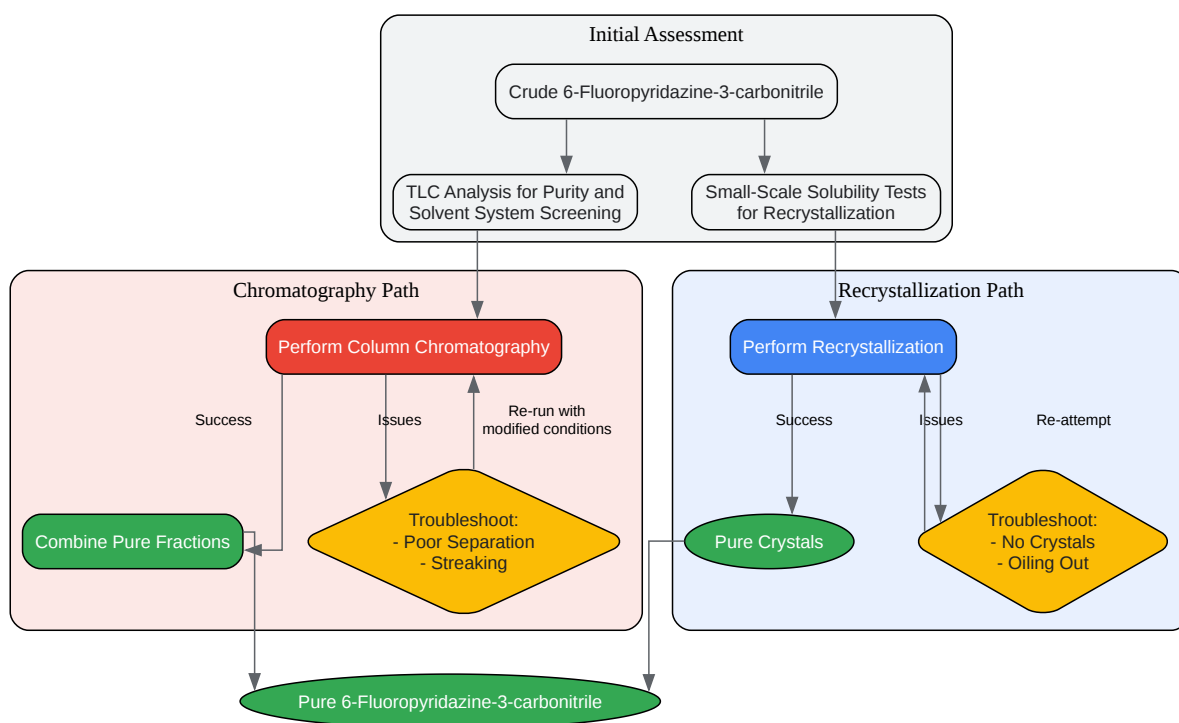 Initial Assessment
Crude 6-Fluoropyridazine-3-carbonitrile
TLC Analysis for Purity and
Solvent System Screening
Small-Scale Solubility Tests
for Recrystallization
Chromatography Path
Perform Column Chromatography
Success
Issues
Re-run with
modified conditions
Combine Pure Fractions
Troubleshoot:
- Poor Separation
- Streaking
Recrystallization Path
Perform Recrystallization
Success
Issues
Re-attempt
Pure Crystals
Troubleshoot:
- No Crystals
- Oiling Out
Pure 6-Fluoropyridazine-3-carbonitrile